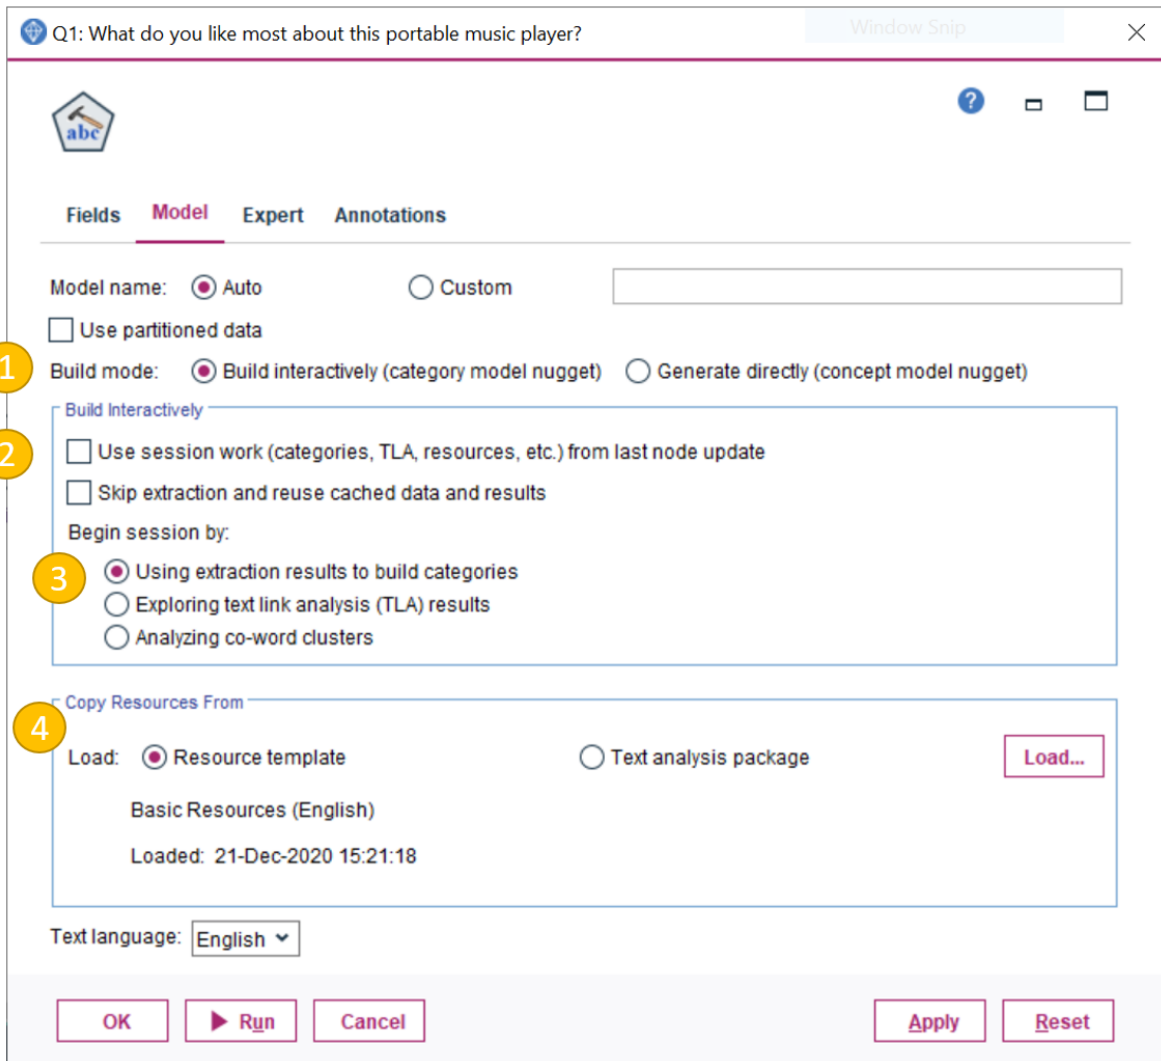 Q1: What do you like most about this portable music player?
Window Snip
?
abc
Fields Model Expert Annotations
Model name: Auto Custom
Use partitioned data
1
Build mode: Build interactively (category model nugget) Generate directly (concept model nugget)
Build Interactively
2
Use session work (categories, TLA, resources, etc.) from last node update
Skip extraction and reuse cached data and results
Begin session by:
3
Using extraction results to build categories
Exploring text link analysis (TLA) results
Analyzing co-word clusters
Copy Resources From
4
Load: Resource template Text analysis package Load...
Basic Resources (English)
Loaded: 21-Dec-2020 15:21:18
Text language: English
OK Run Cancel Apply Reset